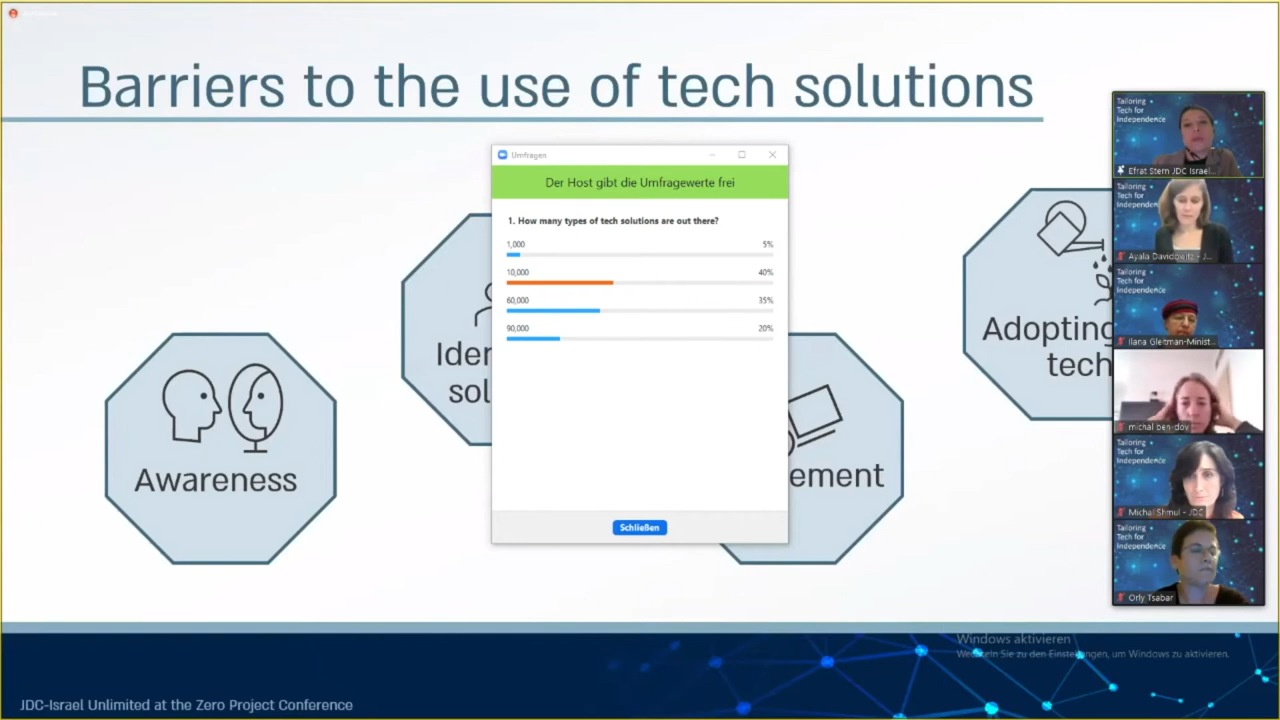 Barriers to the use of tech solutions
Umfragen
Der Host gibt die Umfragewerte frei
1. How many types of tech solutions are out there?
1,000 5%
10,000 40%
60,000 35%
90,000 20%
Schließen
Awareness
Iden
sol
ement
Adopting
tech
Tailoring
Tech for
Independence
Efrat Stern JDC Israel...
Tailoring
Tech for
Independen
Ayala Davidowitz - J...
Tailoring
Tech for
Independence
Ilana Gleitman-Minist...
michal ben-dov
Tailoring
Tech for
Independence
Michal Shmul - JDC
Tailoring
Tech for
Independence
Orly Tsabar
Windows aktivieren
Wechseln Sie zu den Einstellungen, um Windows zu aktivieren.
JDC-Israel Unlimited at the Zero Project Conference